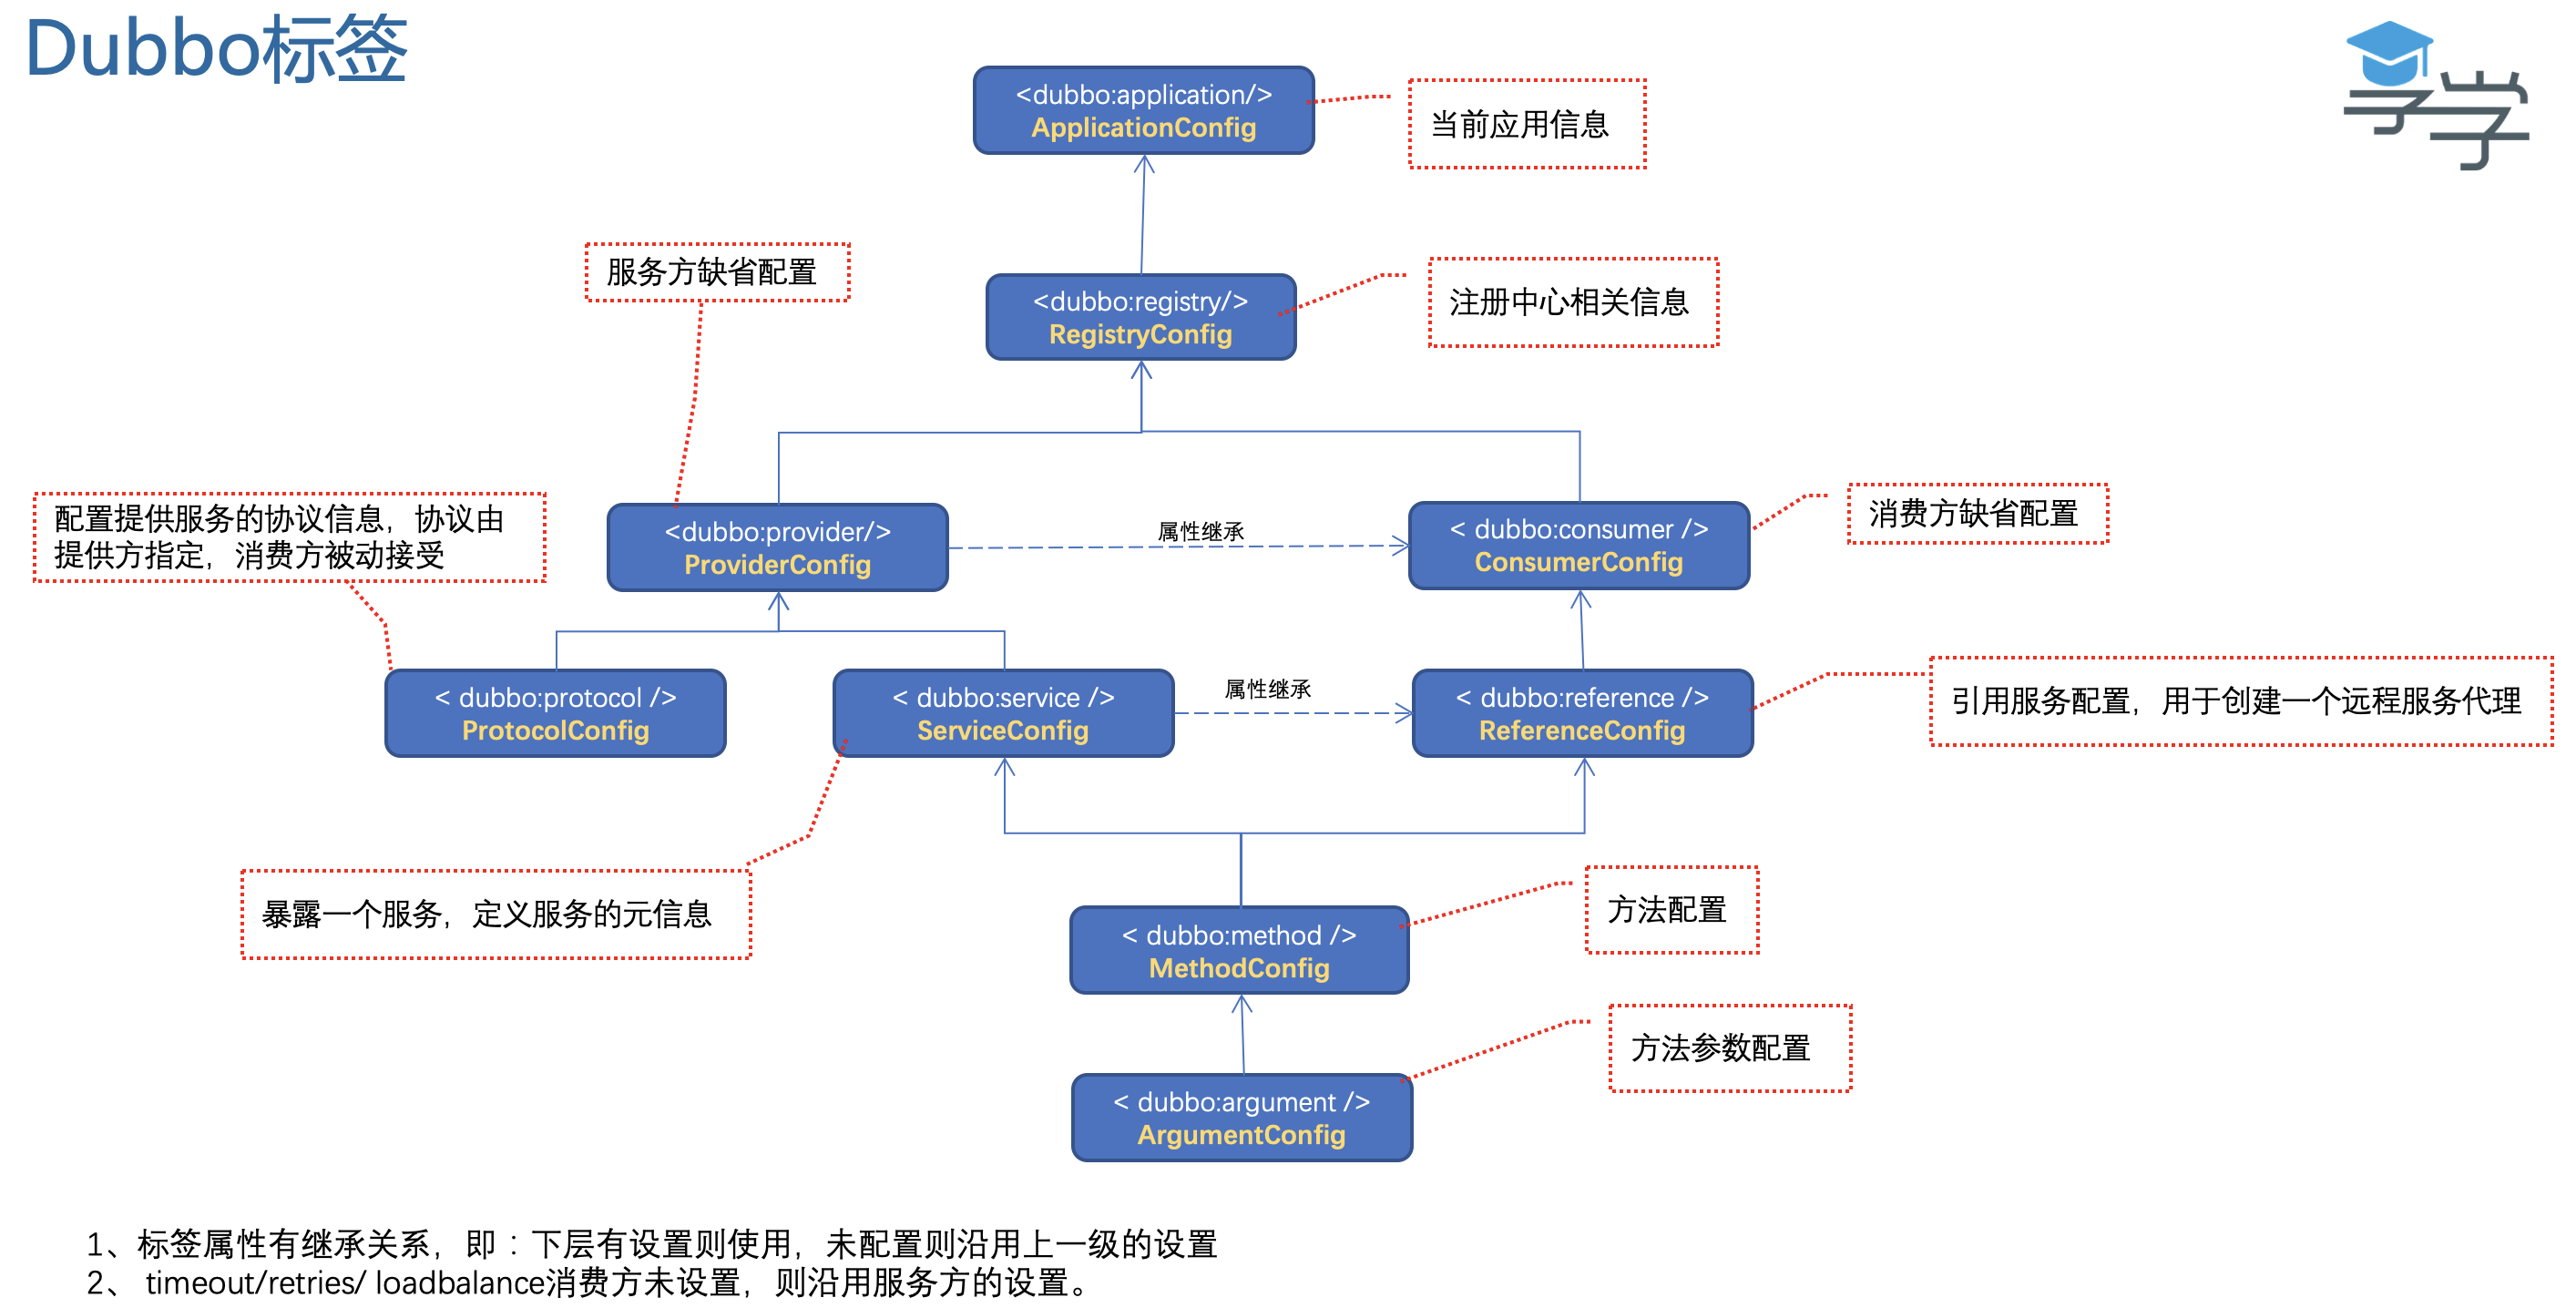 Dubbo标签
享学
<dubbo:application/>
ApplicationConfig
当前应用信息
服务方缺省配置
<dubbo:registry/>
RegistryConfig
注册中心相关信息
配置提供服务的协议信息，协议由
提供方指定，消费方被动接受
<dubbo:provider/>
ProviderConfig
属性继承
< dubbo:consumer />
ConsumerConfig
消费方缺省配置
< dubbo:protocol />
ProtocolConfig
< dubbo:service />
ServiceConfig
属性继承
< dubbo:reference />
ReferenceConfig
引用服务配置，用于创建一个远程服务代理
暴露一个服务，定义服务的元信息
< dubbo:method />
MethodConfig
方法配置
< dubbo:argument />
ArgumentConfig
方法参数配置
1、标签属性有继承关系，即：下层有设置则使用，未配置则沿用上一级的设置
2、 timeout/retries/ loadbalance消费方未设置，则沿用服务方的设置。